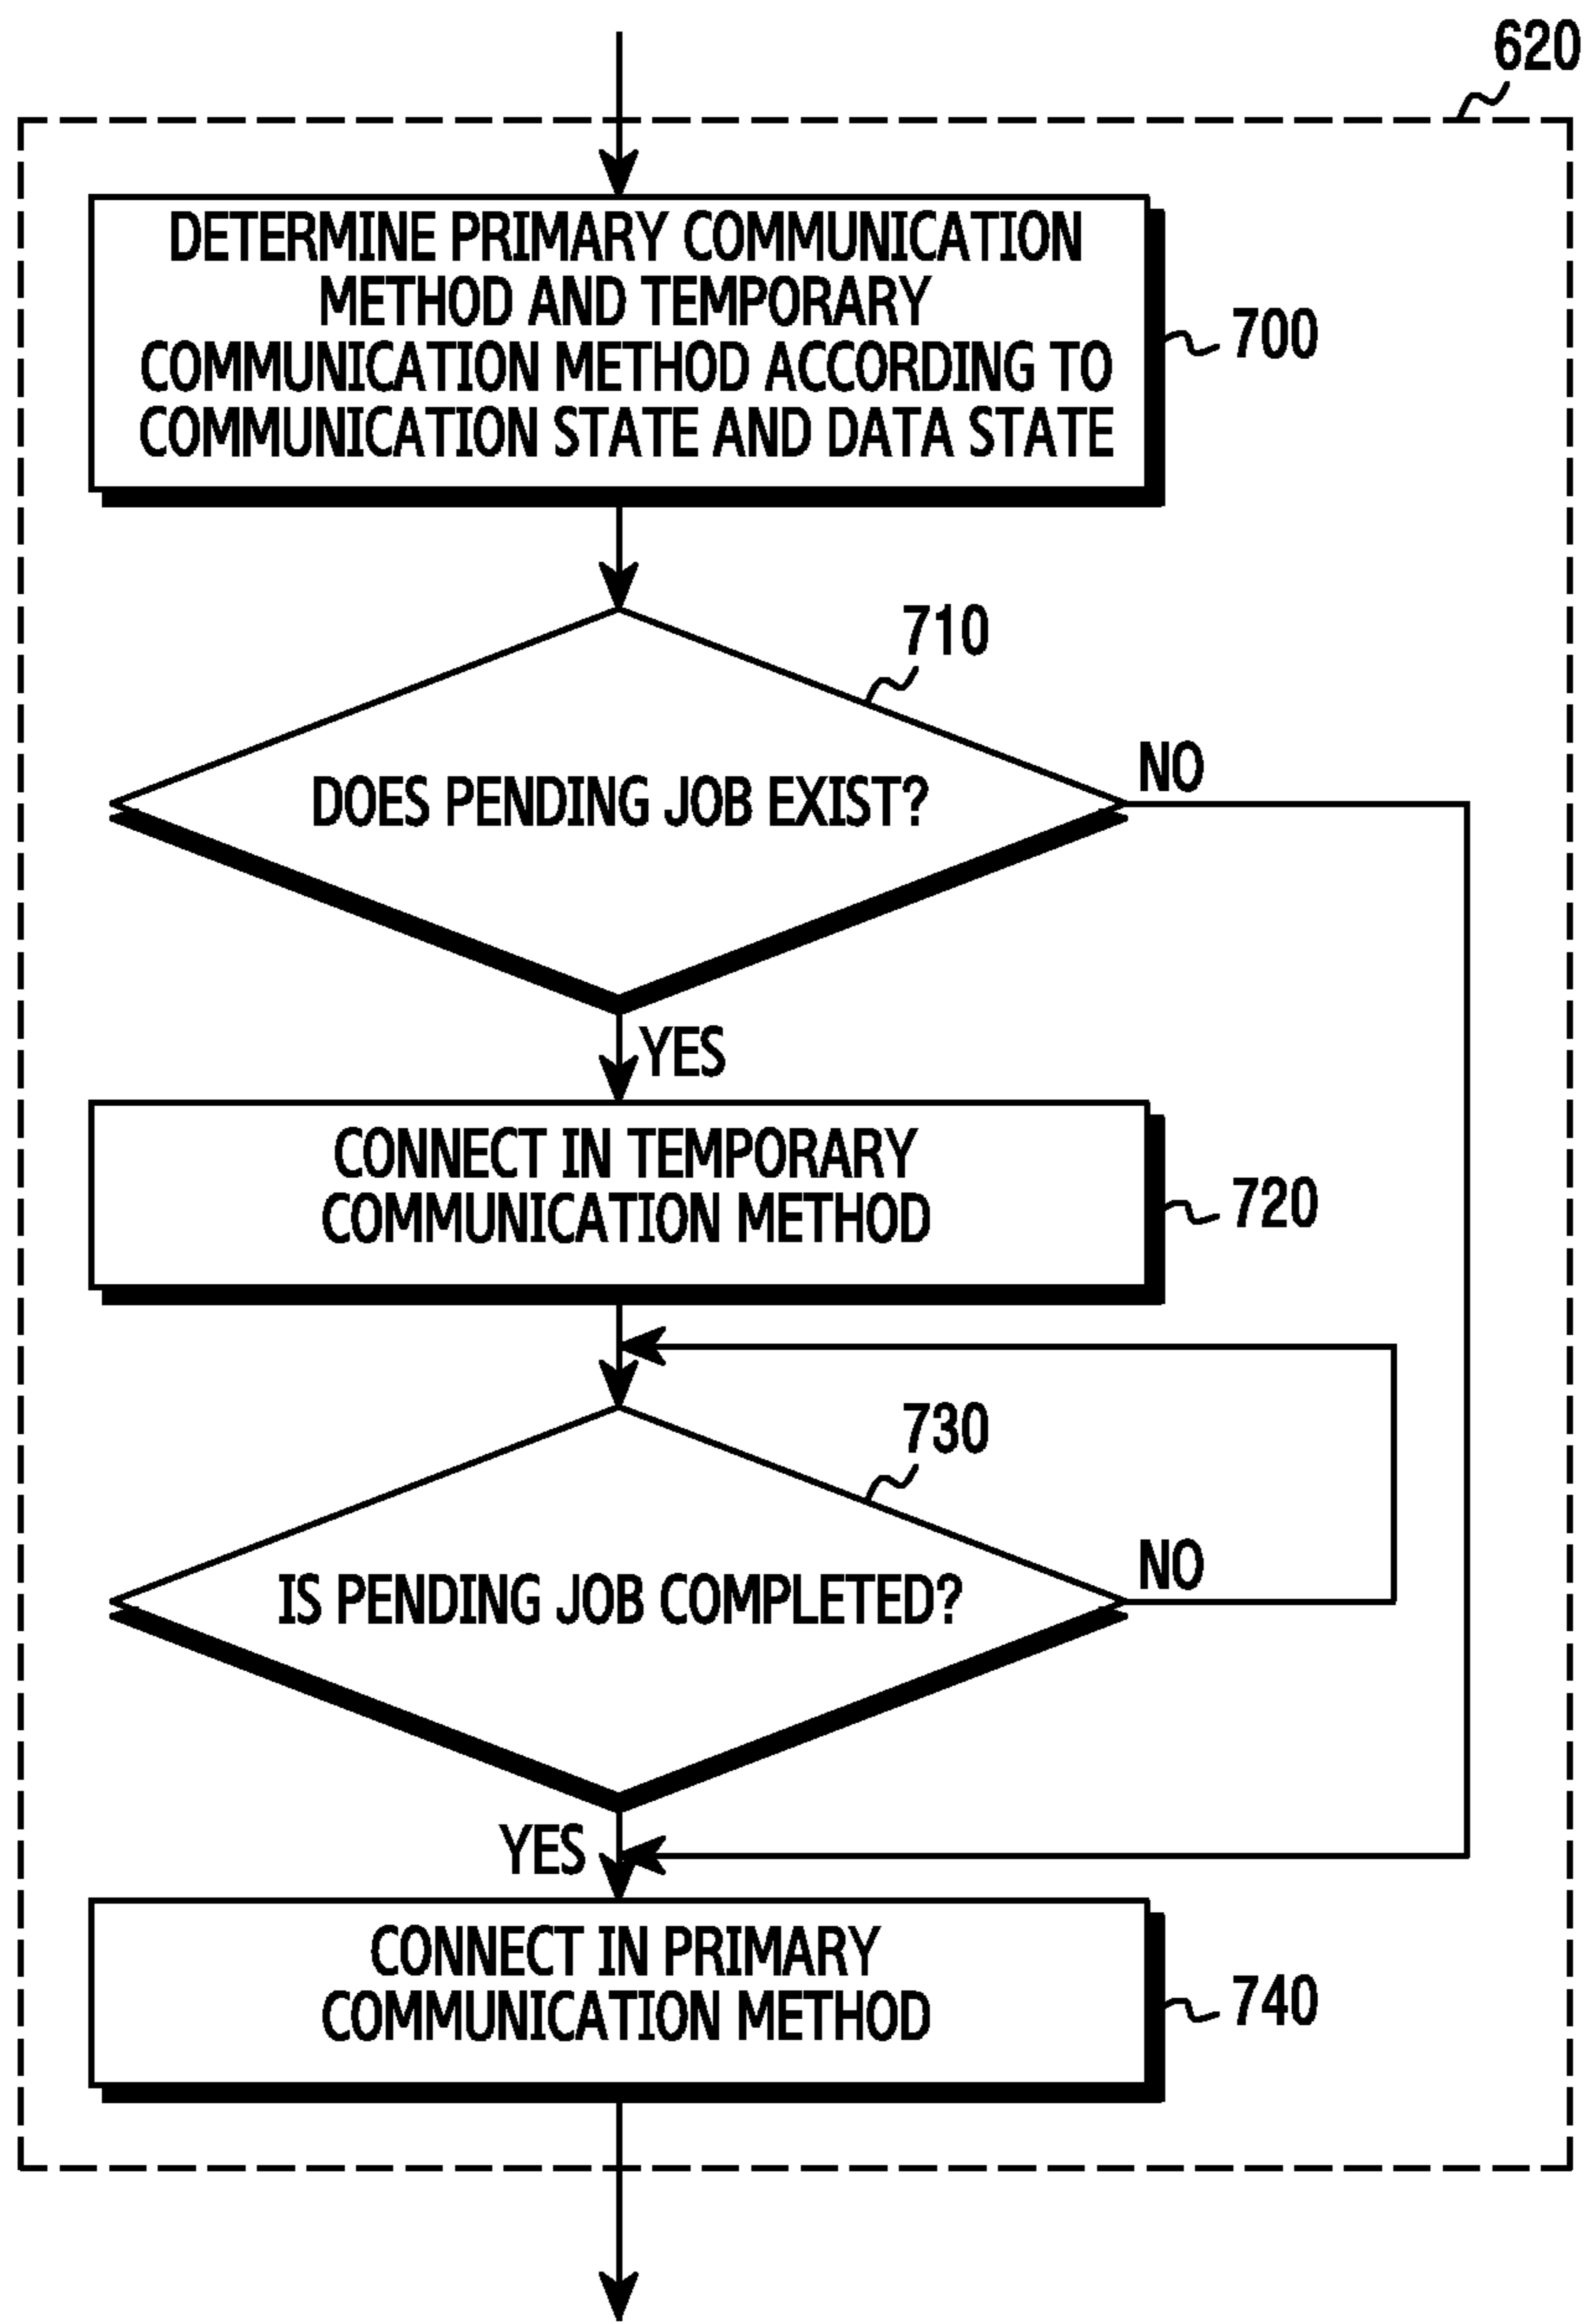 620
DETERMINE PRIMARY COMMUNICATION
METHOD AND TEMPORARY
COMMUNICATION METHOD ACCORDING TO
COMMUNICATION STATE AND DATA STATE
700
710
DOES PENDING JOB EXIST?
NO
YES
CONNECT IN TEMPORARY
COMMUNICATION METHOD
720
730
IS PENDING JOB COMPLETED?
NO
YES
CONNECT IN PRIMARY
COMMUNICATION METHOD
740